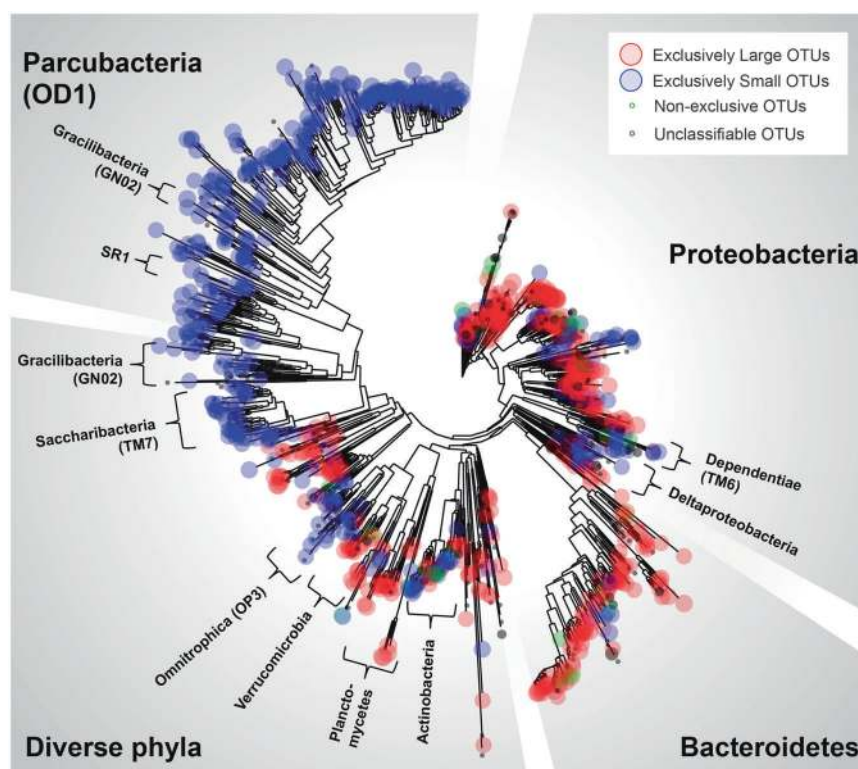 Parcubacteria
(OD1)
Exclusively Large OTUs
Exclusively Small OTUs
Non-exclusive OTUs
Unclassifiable OTUs
Gracilibacteria
(GN02)
SR1
Proteobacteria
Gracilibacteria
(GN02)
Saccharibacteria
(TM7)
Dependentiae
(TM6)
Deltaproteobacteria
Omnitrophica (OP3)
Verrucomicrobia
Plancto-
mycetes
Actinobacteria
Diverse phyla
Bacteroidetes